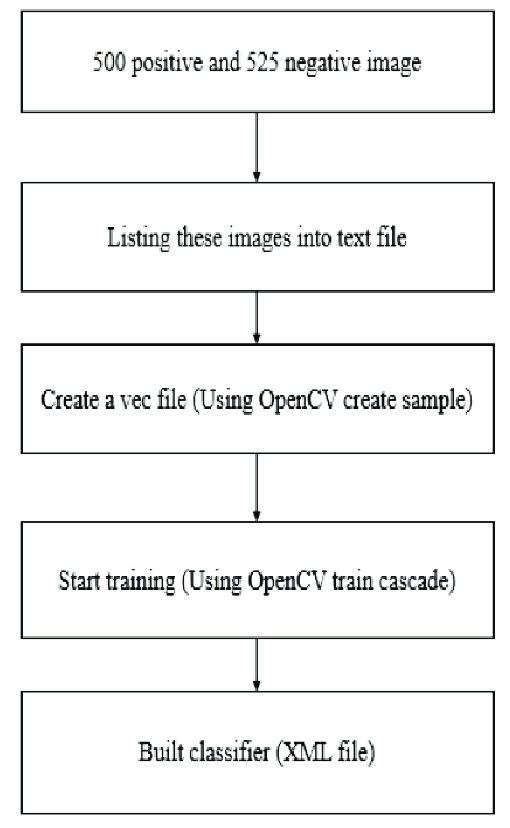 500 positive and 525 negative image
Listing these images into text file
Create a vec file (Using OpenCV create sample)
Start training (Using OpenCV train cascade)
Built classifier (XML file)